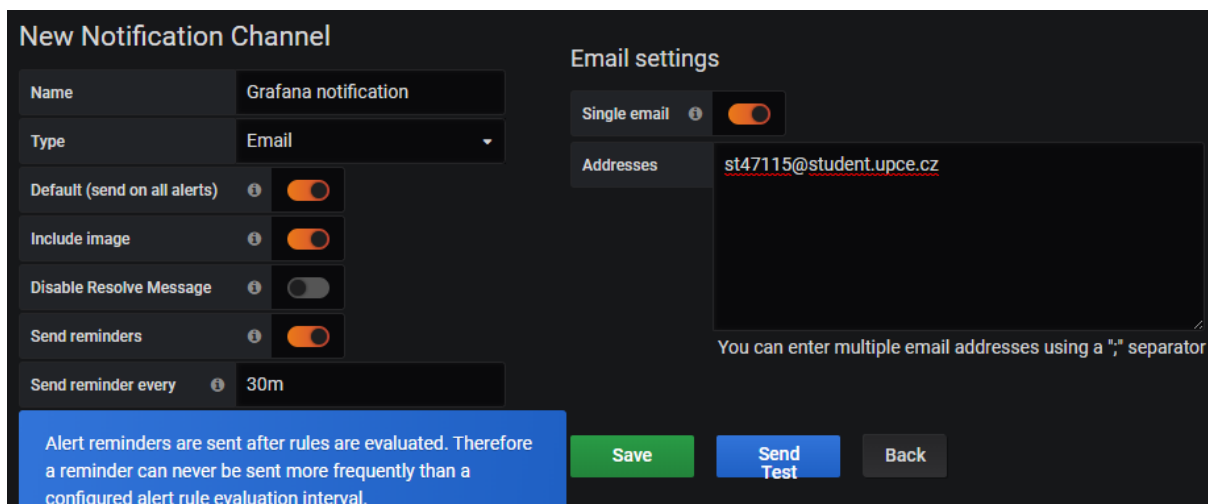 New Notification Channel
Name
Grafana notification
Type
Email
Default (send on all alerts)
Include image
Disable Resolve Message
Send reminders
Send reminder every
30m
Alert reminders are sent after rules are evaluated. Therefore
a reminder can never be sent more frequently than a
configured alert rule evaluation interval.
Email settings
Single email
Addresses
st47115@student.upce.cz
You can enter multiple email addresses using a ";" separator
Save
Send
Test
Back